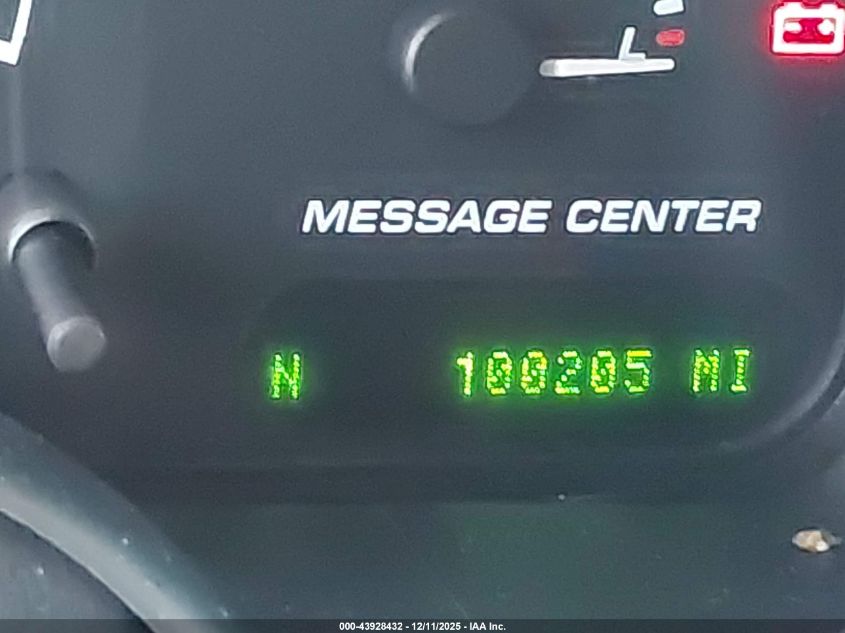 L
MESSAGE CENTER
N 100205 MI
000-43928432 - 12/11/2025 - IAA Inc.